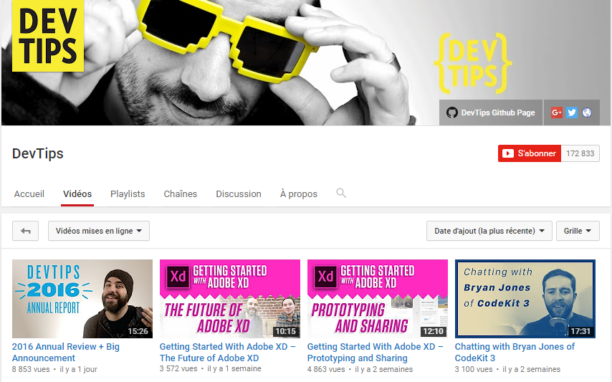 DEV
TIPS
{DEV
TIPS}
DevTips Github Page
DevTips
S'abonner 172 833
Accueil Vidéos Playlists Chaînes Discussion À propos
Vidéos mises en ligne
Date d'ajout (la plus récente) Grille
DEVTIPS
2016
ANNUAL REPORT
15:26
Xd GETTING STARTED
WITH ADOBE XD
THE FUTURE OF
ADOBE XD
10:15
Xd GETTING STARTED
WITH ADOBE XD
PROTOTYPING
AND SHARING
12:10
Chatting with
Bryan Jones
of CodeKit 3
17:31
2016 Annual Review + Big
Announcement
8 853 vues • il y a 1 jour
Getting Started With Adobe XD –
The Future of Adobe XD
3 572 vues • il y a 1 semaine
Getting Started With Adobe XD –
Prototyping and Sharing
4 863 vues • il y a 2 semaines
Chatting with Bryan Jones of
CodeKit 3
3 100 vues • il y a 2 semaines